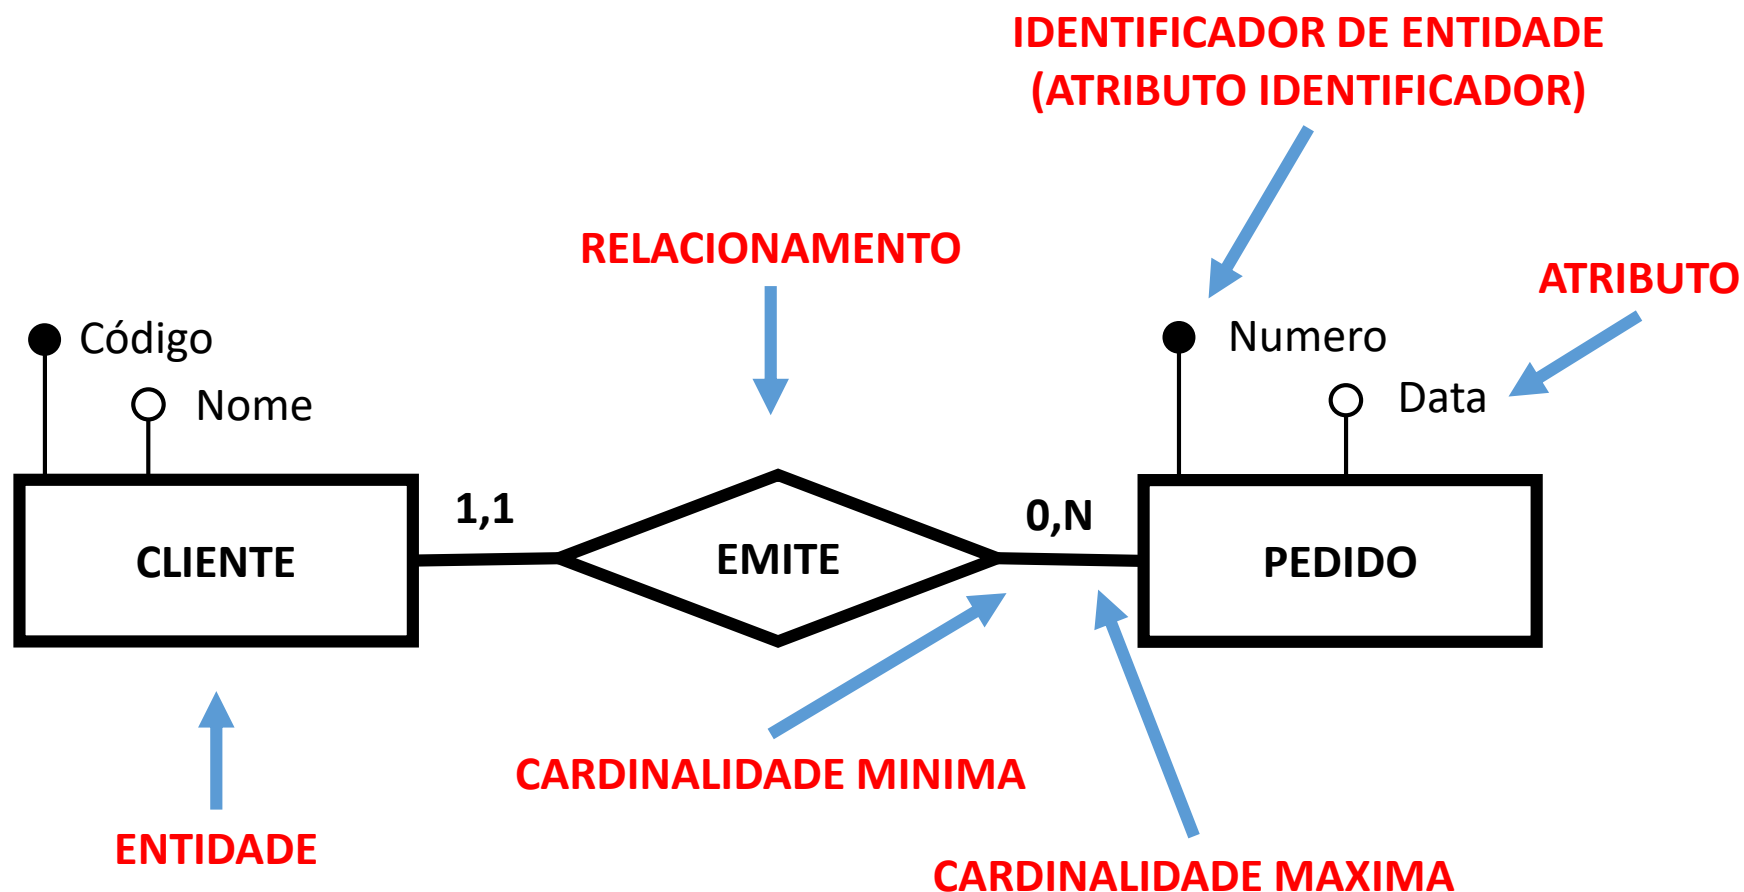 IDENTIFICADOR DE ENTIDADE
(ATRIBUTO IDENTIFICADOR)
RELACIONAMENTO
ATRIBUTO
Código
Numero
Nome
Data
1,1
0,N
CLIENTE
EMITE
PEDIDO
CARDINALIDADE MINIMA
ENTIDADE
CARDINALIDADE MAXIMA